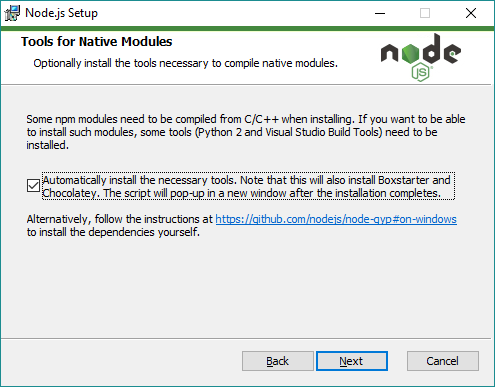 Node.js Setup
Tools for Native Modules
Optionally install the tools necessary to compile native modules.
node
JS
Some npm modules need to be compiled from C/C++ when installing. If you want to be able
to install such modules, some tools (Python 2 and Visual Studio Build Tools) need to be
installed.
Automatically install the necessary tools. Note that this will also install Boxstarter and
Chocolatey. The script will pop-up in a new window after the installation completes.
Alternatively, follow the instructions at https://github.com/nodejs/node-gyp#on-windows
to install the dependencies yourself.
Back Next Cancel